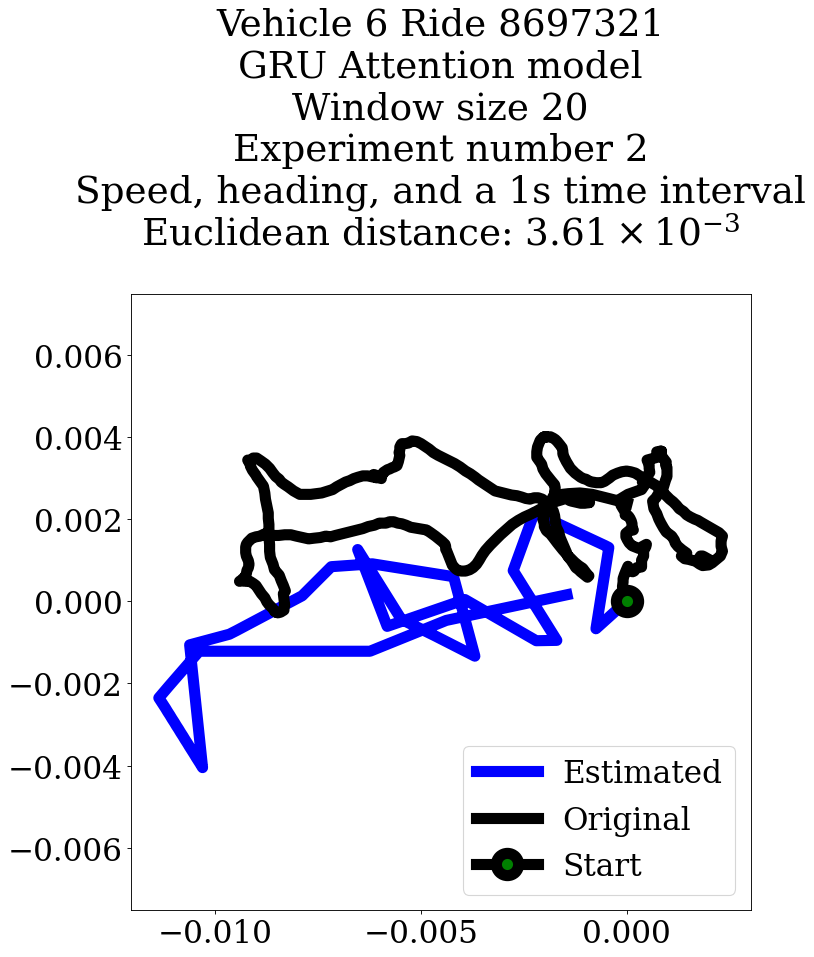 Vehicle 6 Ride 8697321
GRU Attention model
Window size 20
Experiment number 2
Speed, heading, and a 1s time interval
Euclidean distance: 3.61 × 10⁻³
0.006
0.004
0.002
0.000
−0.002
−0.004
−0.006
Estimated
Original
Start
−0.010 −0.005 0.000